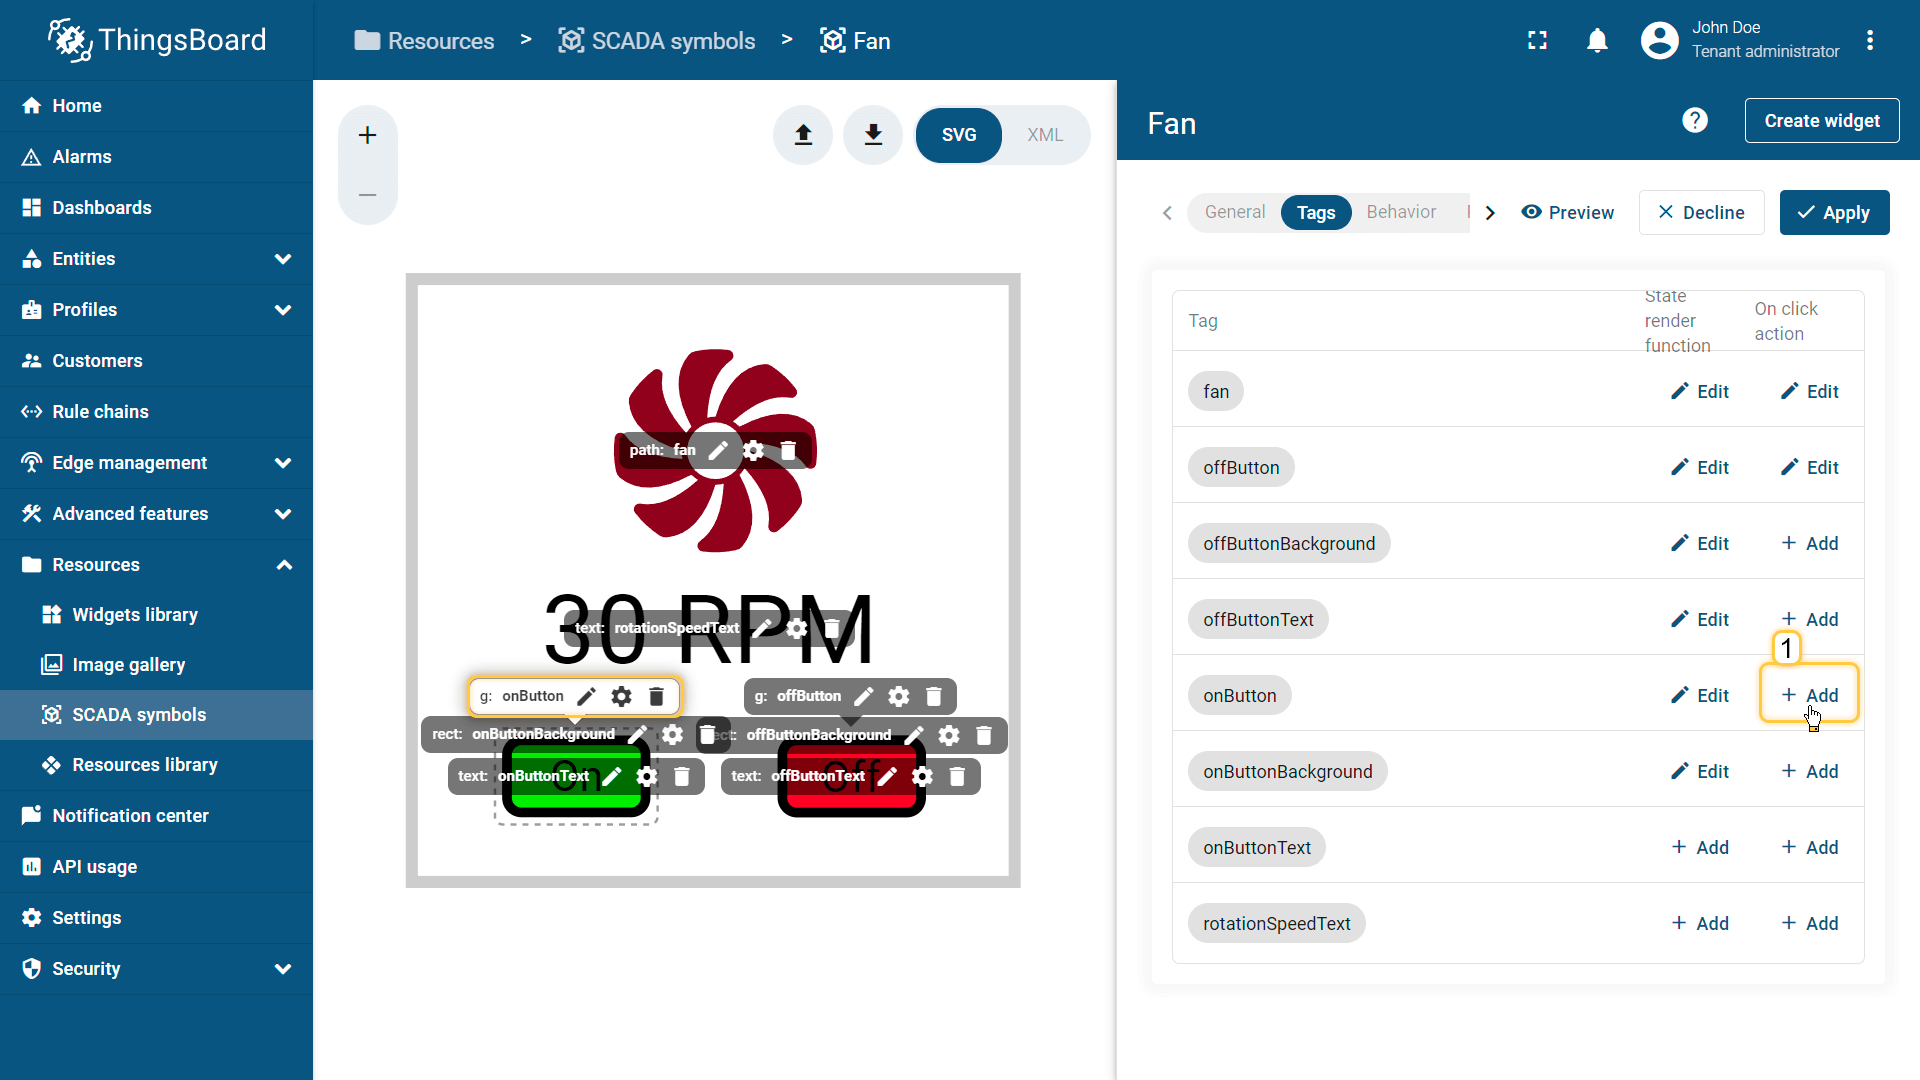 ThingsBoard
Resources > SCADA symbols > Fan
John Doe
Tenant administrator
Home
Alarms
Dashboards
Entities
Profiles
Customers
Rule chains
Edge management
Advanced features
Resources
Widgets library
Image gallery
SCADA symbols
Resources library
Notification center
API usage
Settings
Security
SVG XML
path: fan
30 RPM
text: rotationSpeedText
g: onButton
g: offButton
rect: onButtonBackground
offButtonBackground
On
text: onButtonText
Off
text: offButtonText
Fan
Create widget
General Tags Behavior
Preview Decline Apply
Tag State render function On click action
fan Edit Edit
offButton Edit Edit
offButtonBackground Edit + Add
offButtonText Edit + Add
1
onButton Edit + Add
onButtonBackground Edit + Add
onButtonText + Add + Add
rotationSpeedText + Add + Add